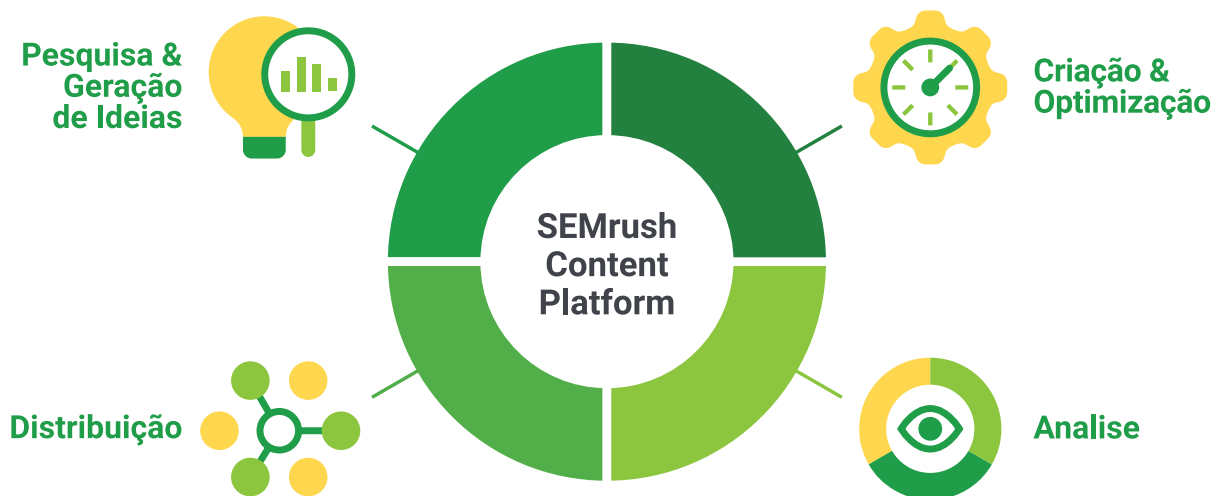 Pesquisa &
Geração
de Ideias
Criação &
Optimização
SEMrush
Content
Platform
Distribuição
Analise